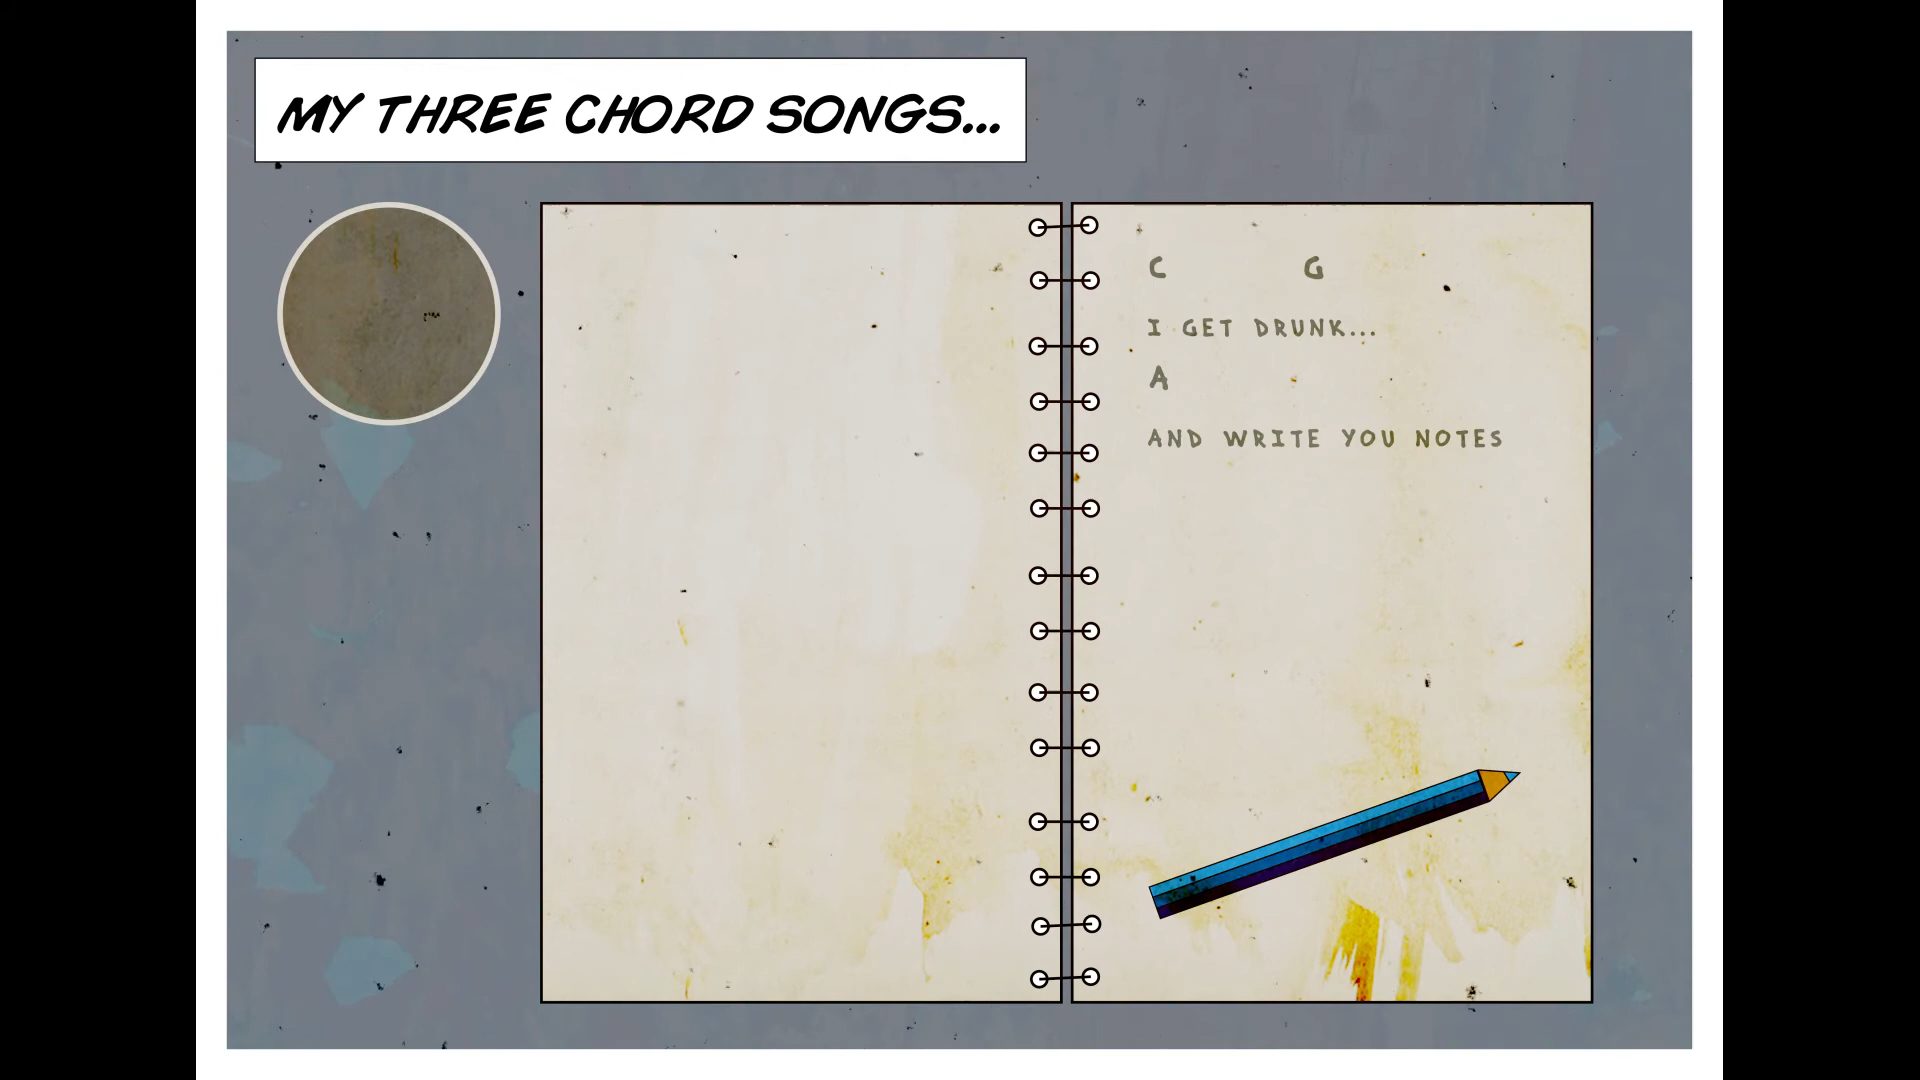 MY THREE CHORD SONGS...
C G
I GET DRUNK...
A
AND WRITE YOU NOTES